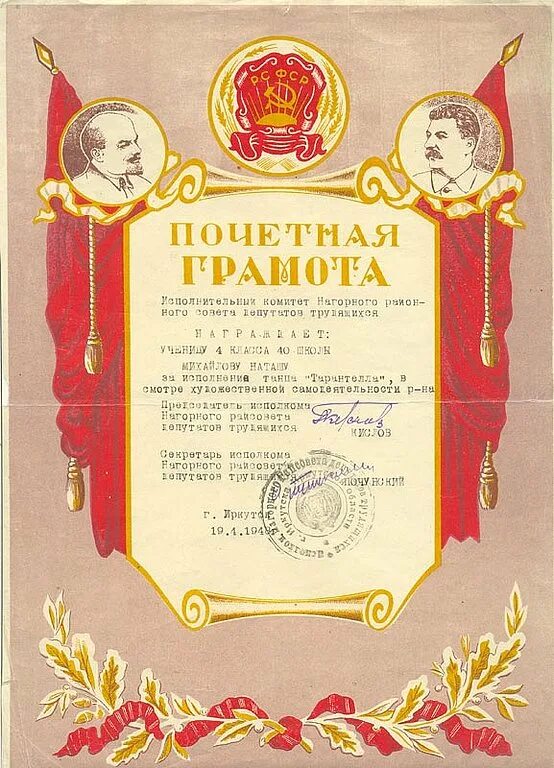 РСФСР
ПОЧЕТНАЯ
ГРАМОТА
Исполнительный комитет Нагорного район-
ного совета депутатов трудящихся
НАГРАЖДАЕТ:
УЧЕНИЦУ 4 КЛАССА 40 ШКОЛЫ
МИХАЙЛОВУ НАТАШУ
за исполнение танца "Тарантелла", в
смотре художественной самодеятельности р-на
Председатель исполкома
Нагорного райсовета
депутатов трудящихся
КИСЛОВ
Секретарь исполкома
Нагорного райсовета
депутатов трудящихся
г. Иркутск
19.4.194